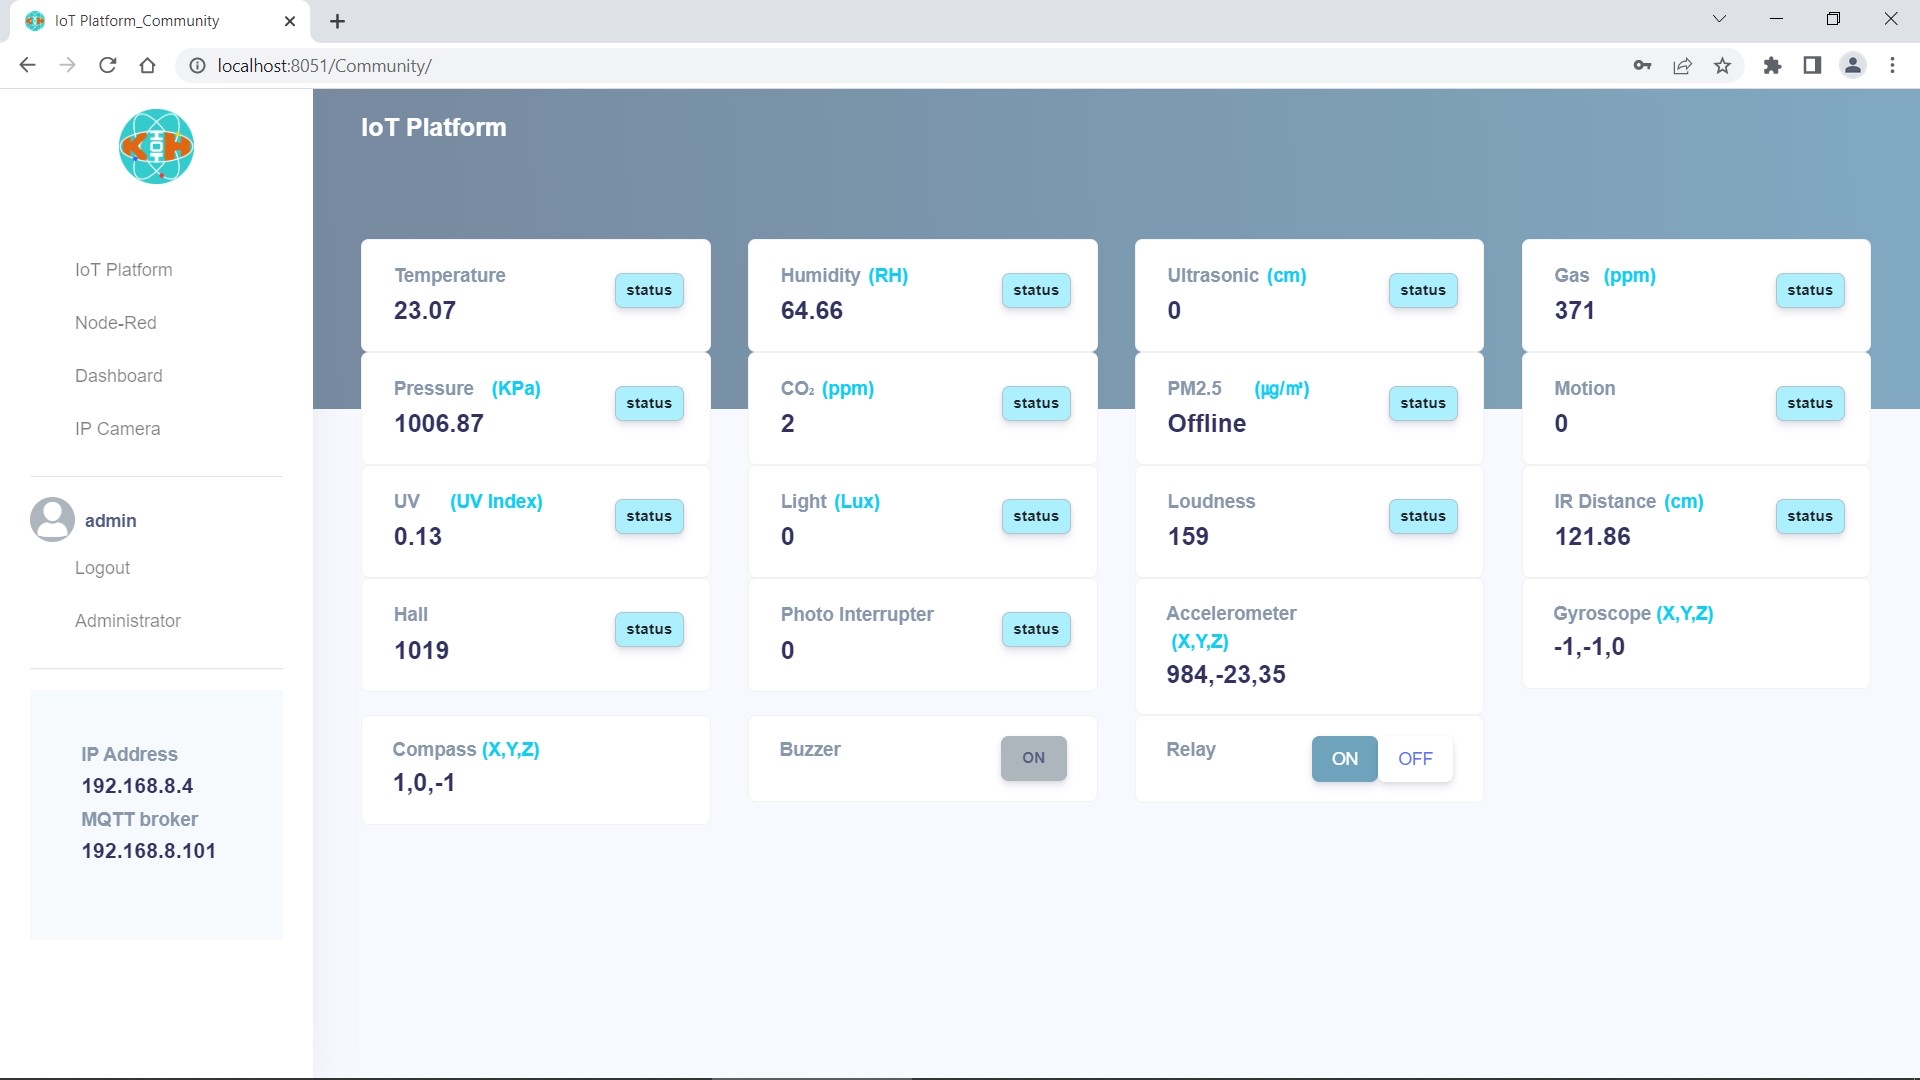 IoT Platform_Community
localhost:8051/Community/
KIOTH
IoT Platform
Node-Red
Dashboard
IP Camera
admin
Logout
Administrator
IP Address
192.168.8.4
MQTT broker
192.168.8.101
IoT Platform
Temperature
23.07
status
Humidity (RH)
64.66
status
Ultrasonic (cm)
0
status
Gas (ppm)
371
status
Pressure (KPa)
1006.87
status
CO₂ (ppm)
2
status
PM2.5 (μg/㎥)
Offline
status
Motion
0
status
UV (UV Index)
0.13
status
Light (Lux)
0
status
Loudness
159
status
IR Distance (cm)
121.86
status
Hall
1019
status
Photo Interrupter
0
status
Accelerometer
(X,Y,Z)
984,-23,35
Gyroscope (X,Y,Z)
-1,-1,0
Compass (X,Y,Z)
1,0,-1
Buzzer
ON
Relay
ON OFF